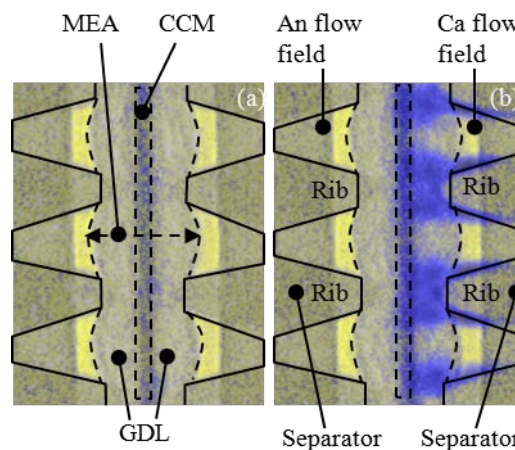 MEA
CCM
An flow
field
Ca flow
field
(a)
(b)
Rib
Rib
Rib
Rib
GDL
Separator
Separator